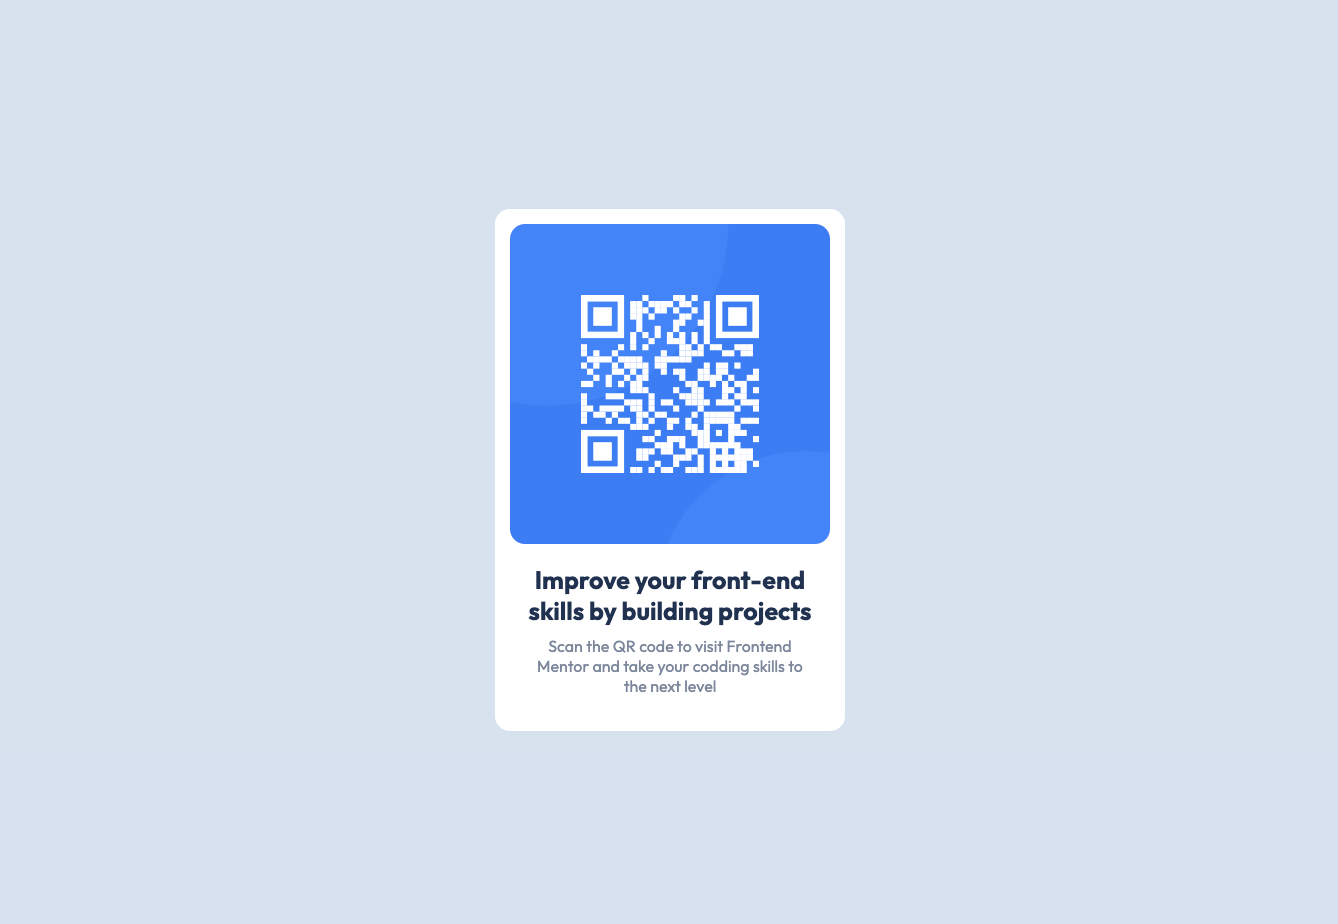 Improve your front-end
skills by building projects
Scan the QR code to visit Frontend
Mentor and take your codding skills to
the next level